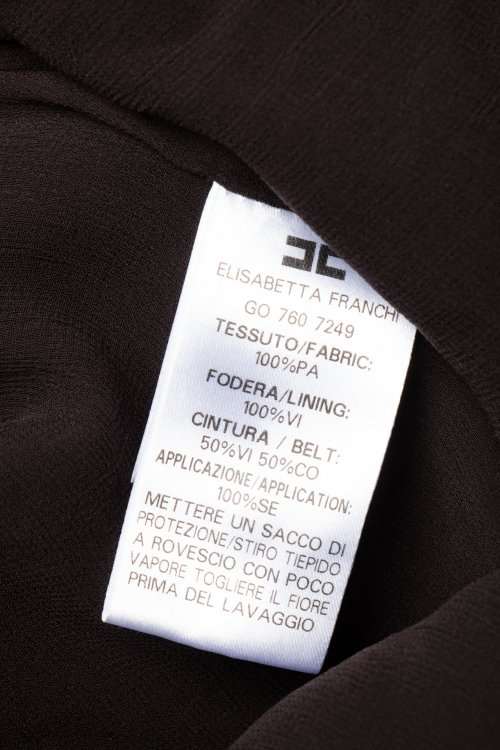 ELISABETTA FRANCHI
GO 760 7249
TESSUTO/FABRIC:
100%PA
FODERA/LINING:
100%VI
CINTURA / BELT:
50%VI 50%CO
APPLICAZIONE/APPLICATION:
100%SE
METTERE UN SACCO DI
PROTEZIONE/STIRO TIEPIDO
A ROVESCIO CON POCO
VAPORE TOGLIERE IL FIORE
PRIMA DEL LAVAGGIO